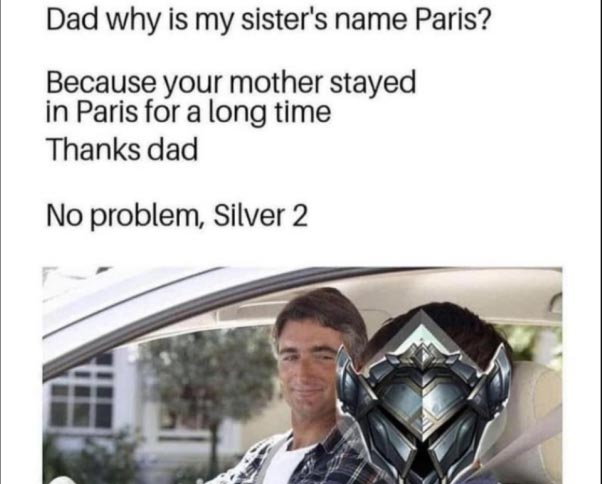 Dad why is my sister's name Paris?
Because your mother stayed
in Paris for a long time
Thanks dad
No problem, Silver 2